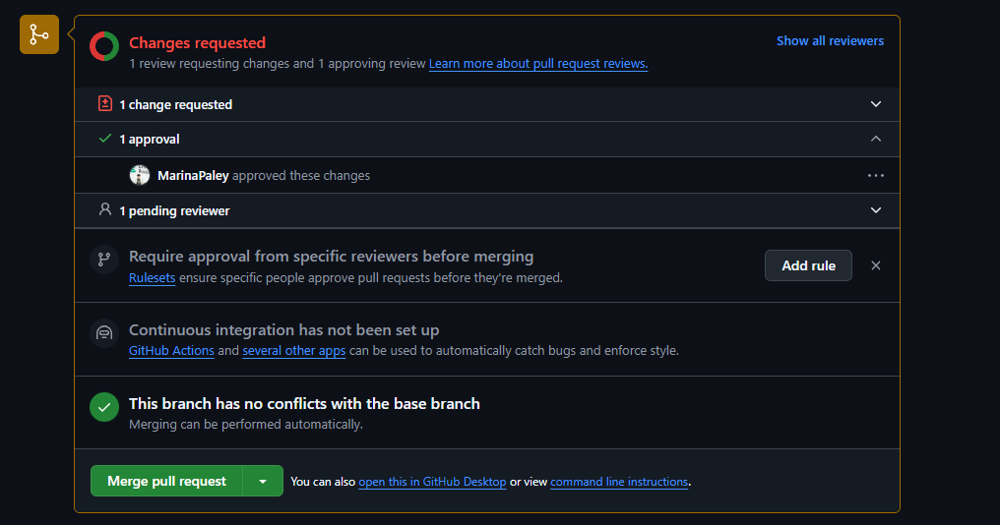 Changes requested
Show all reviewers
1 review requesting changes and 1 approving review Learn more about pull request reviews.
1 change requested
1 approval
MarinaPaley approved these changes
1 pending reviewer
Require approval from specific reviewers before merging
Rulesets ensure specific people approve pull requests before they're merged.
Add rule
Continuous integration has not been set up
GitHub Actions and several other apps can be used to automatically catch bugs and enforce style.
This branch has no conflicts with the base branch
Merging can be performed automatically.
Merge pull request
You can also open this in GitHub Desktop or view command line instructions.